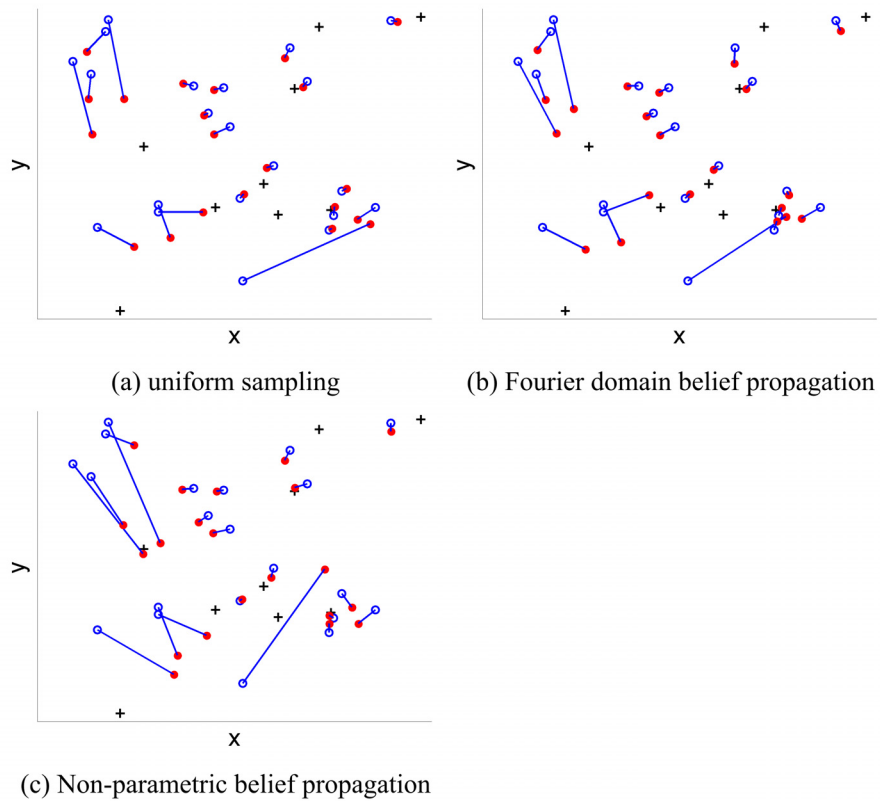 y
y
x
x
(a) uniform sampling
(b) Fourier domain belief propagation
y
x
(c) Non-parametric belief propagation